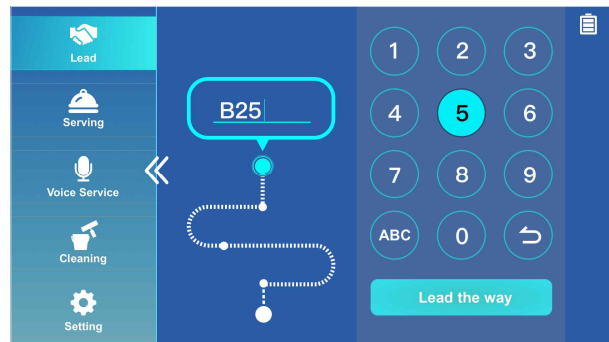 Lead
Serving
Voice Service
Cleaning
Setting
B25
1 2 3
4 5 6
7 8 9
ABC 0
Lead the way